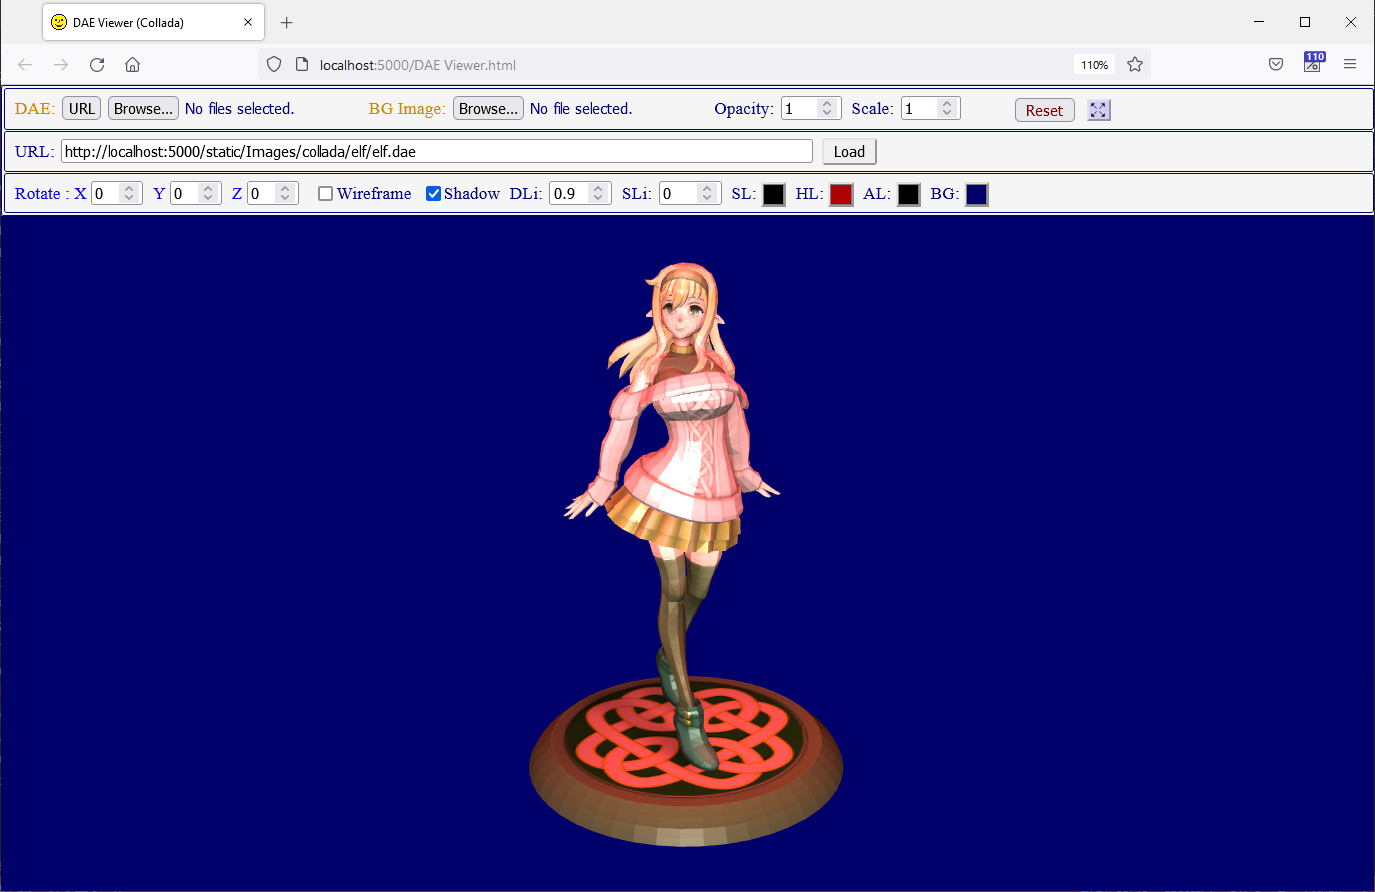 DAE Viewer (Collada)
localhost:5000/DAE Viewer.html 110% 110
DAE: URL Browse... No files selected. BG Image: Browse... No file selected. Opacity: 1 Scale: 1 Reset
URL: http://localhost:5000/static/Images/collada/elf/elf.dae Load
Rotate : X 0 Y 0 Z 0 Wireframe Shadow DLi: 0.9 SLi: 0 SL: HL: AL: BG: